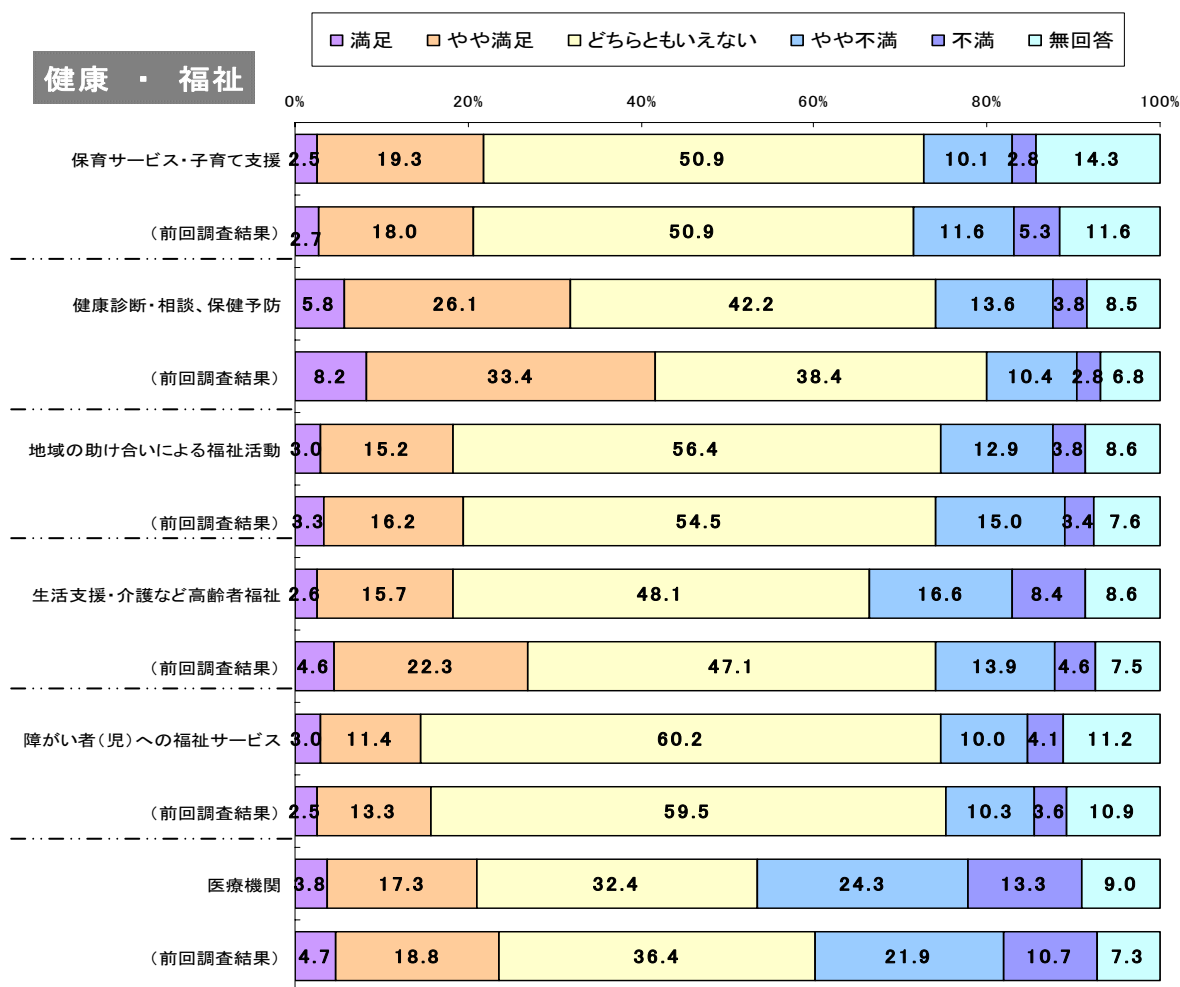 満足 やや満足 どちらともいえない やや不満 不満 無回答
健康 ・ 福祉
0% 20% 40% 60% 80% 100%
保育サービス・子育て支援 2.5 19.3 50.9 10.1 2.8 14.3
(前回調査結果) 2.7 18.0 50.9 11.6 5.3 11.6
健康診断・相談、保健予防 5.8 26.1 42.2 13.6 3.8 8.5
(前回調査結果) 8.2 33.4 38.4 10.4 2.8 6.8
地域の助け合いによる福祉活動 3.0 15.2 56.4 12.9 3.8 8.6
(前回調査結果) 3.3 16.2 54.5 15.0 3.4 7.6
生活支援・介護など高齢者福祉 2.6 15.7 48.1 16.6 8.4 8.6
(前回調査結果) 4.6 22.3 47.1 13.9 4.6 7.5
障がい者(児)への福祉サービス 3.0 11.4 60.2 10.0 4.1 11.2
(前回調査結果) 2.5 13.3 59.5 10.3 3.6 10.9
医療機関 3.8 17.3 32.4 24.3 13.3 9.0
(前回調査結果) 4.7 18.8 36.4 21.9 10.7 7.3